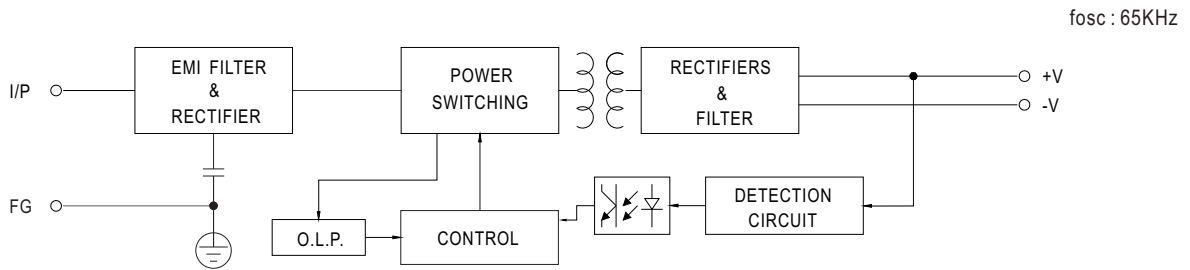 fosc : 65KHz
I/P
EMI FILTER
&
RECTIFIER
POWER
SWITCHING
RECTIFIERS
&
FILTER
+V
-V
FG
O.L.P.
CONTROL
DETECTION
CIRCUIT